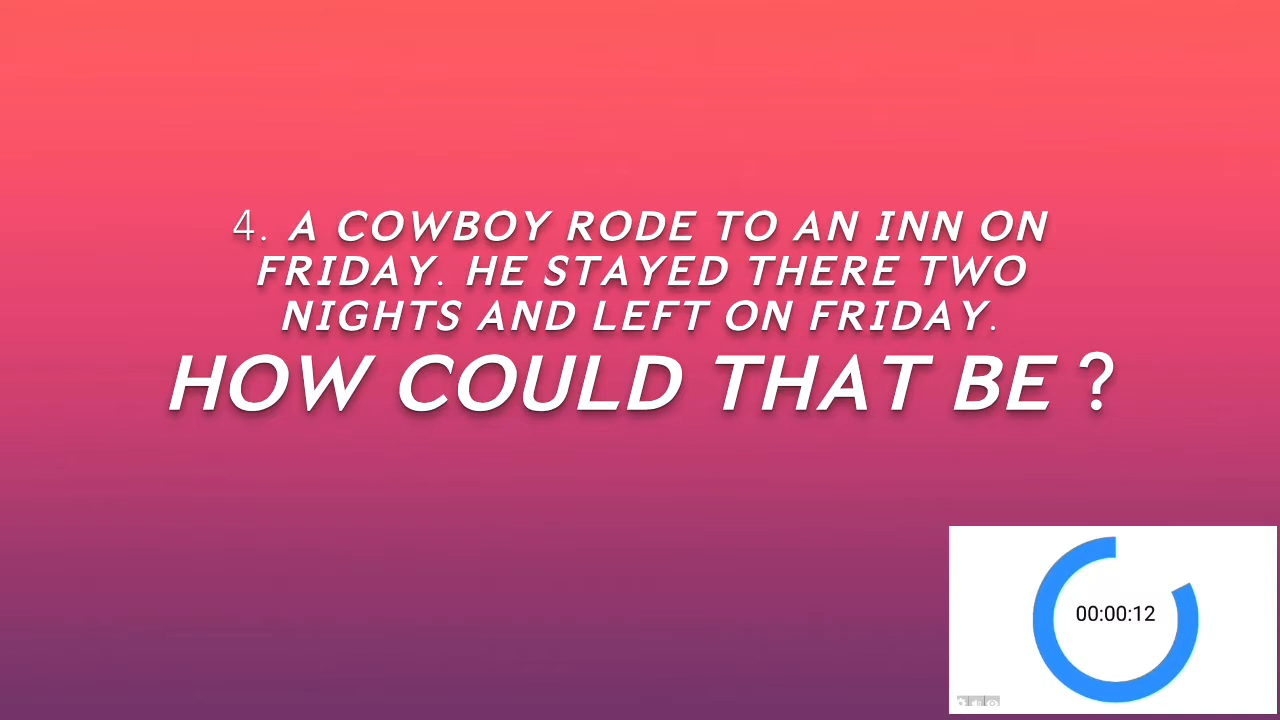 4. A COWBOY RODE TO AN INN ON
FRIDAY. HE STAYED THERE TWO
NIGHTS AND LEFT ON FRIDAY.
HOW COULD THAT BE ?
00:00:12